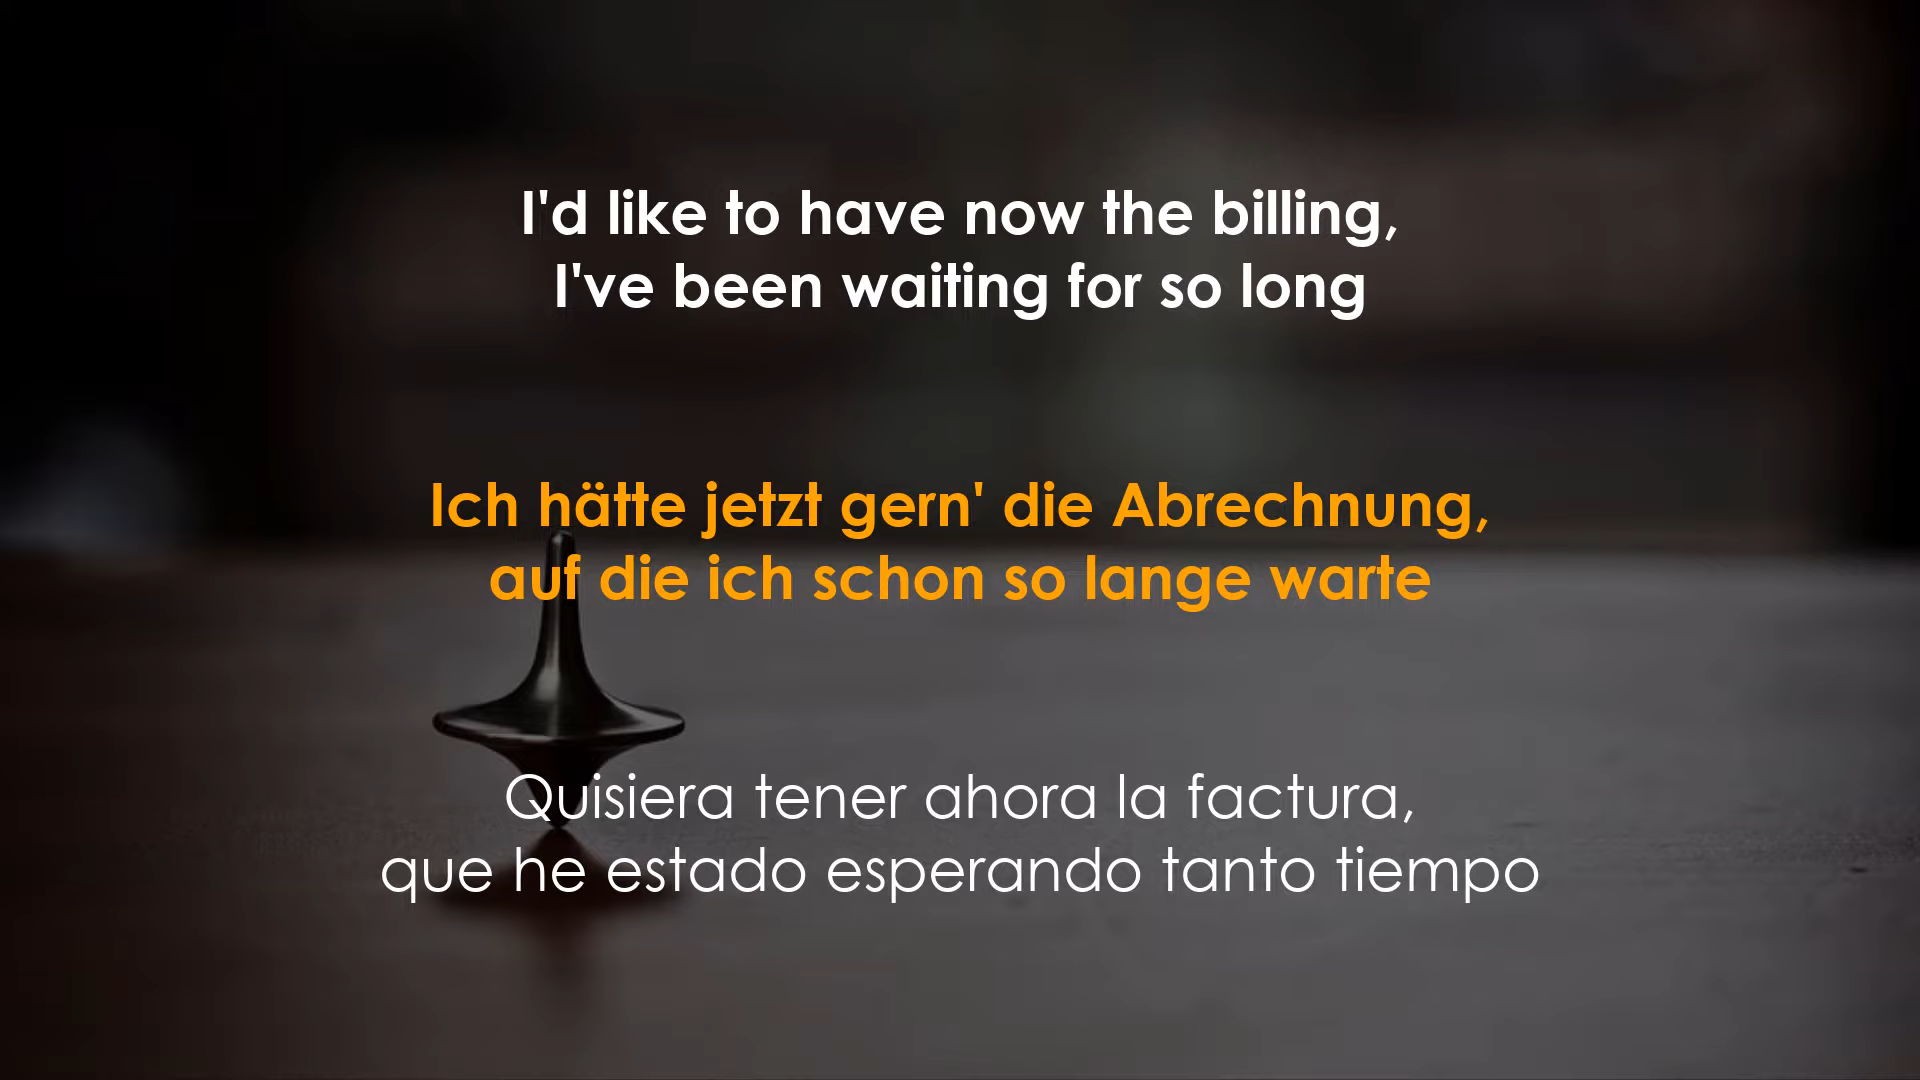 I'd like to have now the billing,
I've been waiting for so long
Ich hätte jetzt gern' die Abrechnung,
auf die ich schon so lange warte
Quisiera tener ahora la factura,
que he estado esperando tanto tiempo